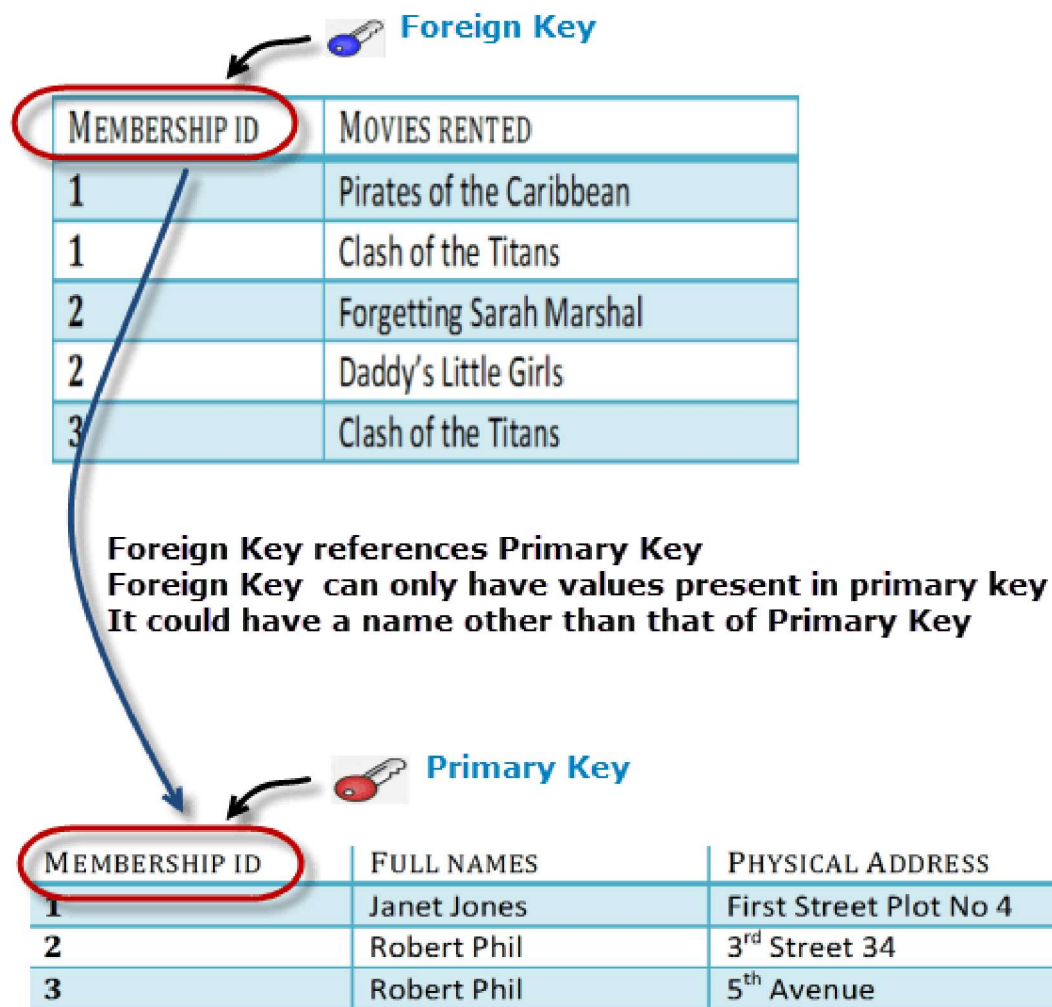 Foreign Key
MEMBERSHIP ID MOVIES RENTED
1 Pirates of the Caribbean
1 Clash of the Titans
2 Forgetting Sarah Marshal
2 Daddy's Little Girls
3 Clash of the Titans
Foreign Key references Primary Key
Foreign Key can only have values present in primary key
It could have a name other than that of Primary Key
Primary Key
MEMBERSHIP ID FULL NAMES PHYSICAL ADDRESS
1 Janet Jones First Street Plot No 4
2 Robert Phil 3rd Street 34
3 Robert Phil 5th Avenue